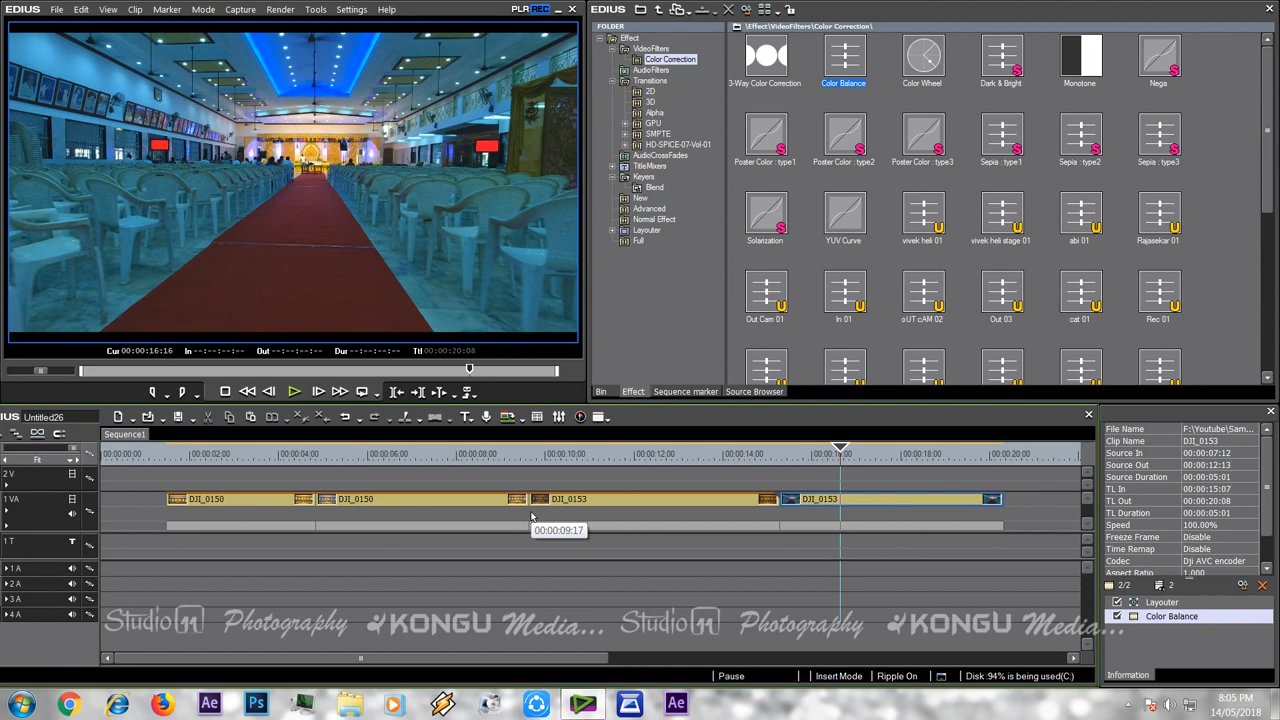 EDIUS File Edit View Clip Marker Mode Capture Render Tools Settings Help PLR REC
Cur 00:00:16:16 In --:--:--:-- Out --:--:--:-- Dur --:--:--:-- Ttl 00:00:20:08
EDIUS
FOLDER
Effect
VideoFilters
Color Correction
AudioFilters
Transitions
2D
3D
Alpha
GPU
SMPTE
HD-SPICE-07-Vol-01
AudioCrossFades
TitleMixers
Keyers
Blend
New
Advanced
Normal Effect
Layouter
Full
\Effect\VideoFilters\Color Correction\
3-Way Color Correction Color Balance Color Wheel Dark & Bright Monotone Nega
Poster Color : type1 Poster Color : type2 Poster Color : type3 Sepia : type1 Sepia : type2 Sepia : type3
Solarization YUV Curve vivek heli 01 vivek heli stage 01 abi 01 Rajasekar 01
Out Cam 01 In 01 oUT cAM 02 Out 03 cat 01 Rec 01
Bin Effect Sequence marker Source Browser
IUS Untitled26
Sequence1
Fit
00:00:00:00 00:00:02:00 00:00:04:00 00:00:06:00 00:00:08:00 00:00:10:00 00:00:12:00 00:00:14:00 00:00:16:00 00:00:18:00 00:00:20:00
2 V
1 VA DJI_0150 DJI_0150 DJI_0153 DJI_0153
00:00:09:17
1 T T
1 A
2 A
3 A
4 A
Studio 11 Photography KONGU Media... Studio 11 Photography KONGU Media...
File Name F:\Youtube\Sam...
Clip Name DJI_0153
Source In 00:00:07:12
Source Out 00:00:12:13
Source Duration 00:00:05:01
TL In 00:00:15:07
TL Out 00:00:20:08
TL Duration 00:00:05:01
Speed 100.00%
Freeze Frame Disable
Time Remap Disable
Codec Dji AVC encoder
Aspect Ratio 1.000
2/2 2
Layouter
Color Balance
Information
Pause Insert Mode Ripple On Disk :94% is being used(C:)
Ae Ps Ae
8:05 PM
14/05/2018